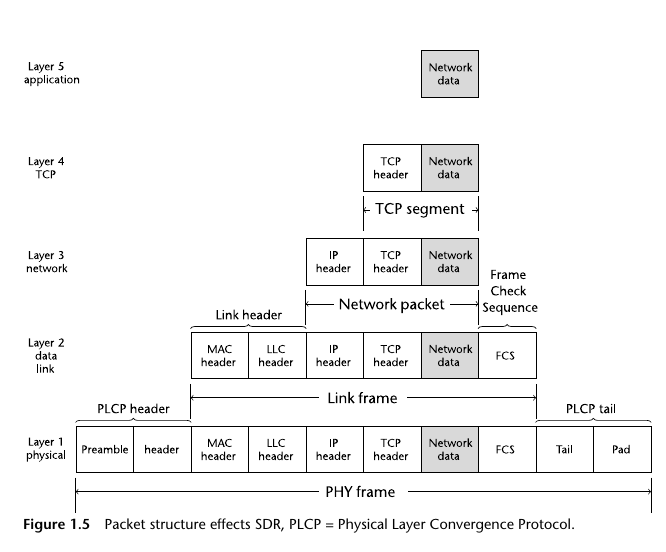 Layer 5
application
Network
data
Layer 4
TCP
TCP
header
Network
data
TCP segment
Layer 3
network
IP
header
TCP
header
Network
data
Frame
Check
Sequence
Network packet
Link header
Layer 2
data
link
MAC
header
LLC
header
IP
header
TCP
header
Network
data
FCS
Link frame
PLCP header
PLCP tail
Layer 1
physical
Preamble
header
MAC
header
LLC
header
IP
header
TCP
header
Network
data
FCS
Tail
Pad
PHY frame
Figure 1.5 Packet structure effects SDR, PLCP = Physical Layer Convergence Protocol.